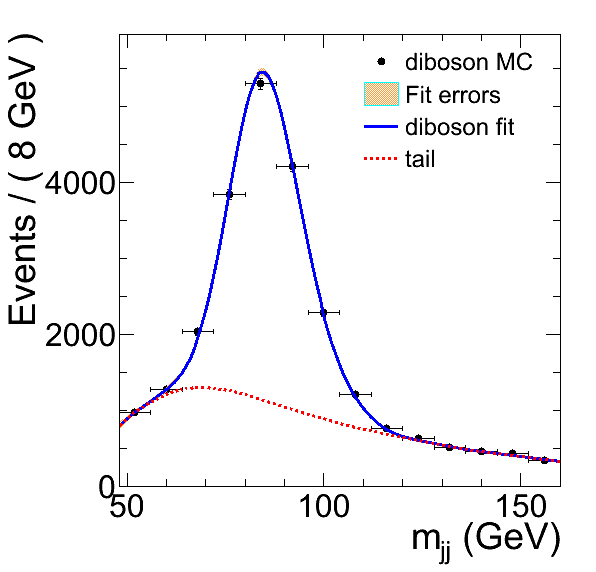 Events / ( 8 GeV )
diboson MC
Fit errors
diboson fit
tail
4000
2000
0
50 100 150
m_jj (GeV)